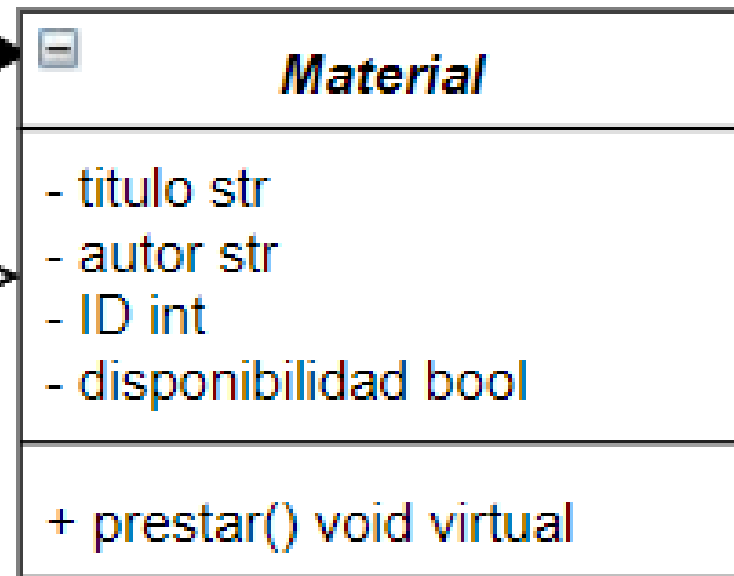 Material
- titulo str
- autor str
- ID int
- disponibilidad bool
+ prestar() void virtual